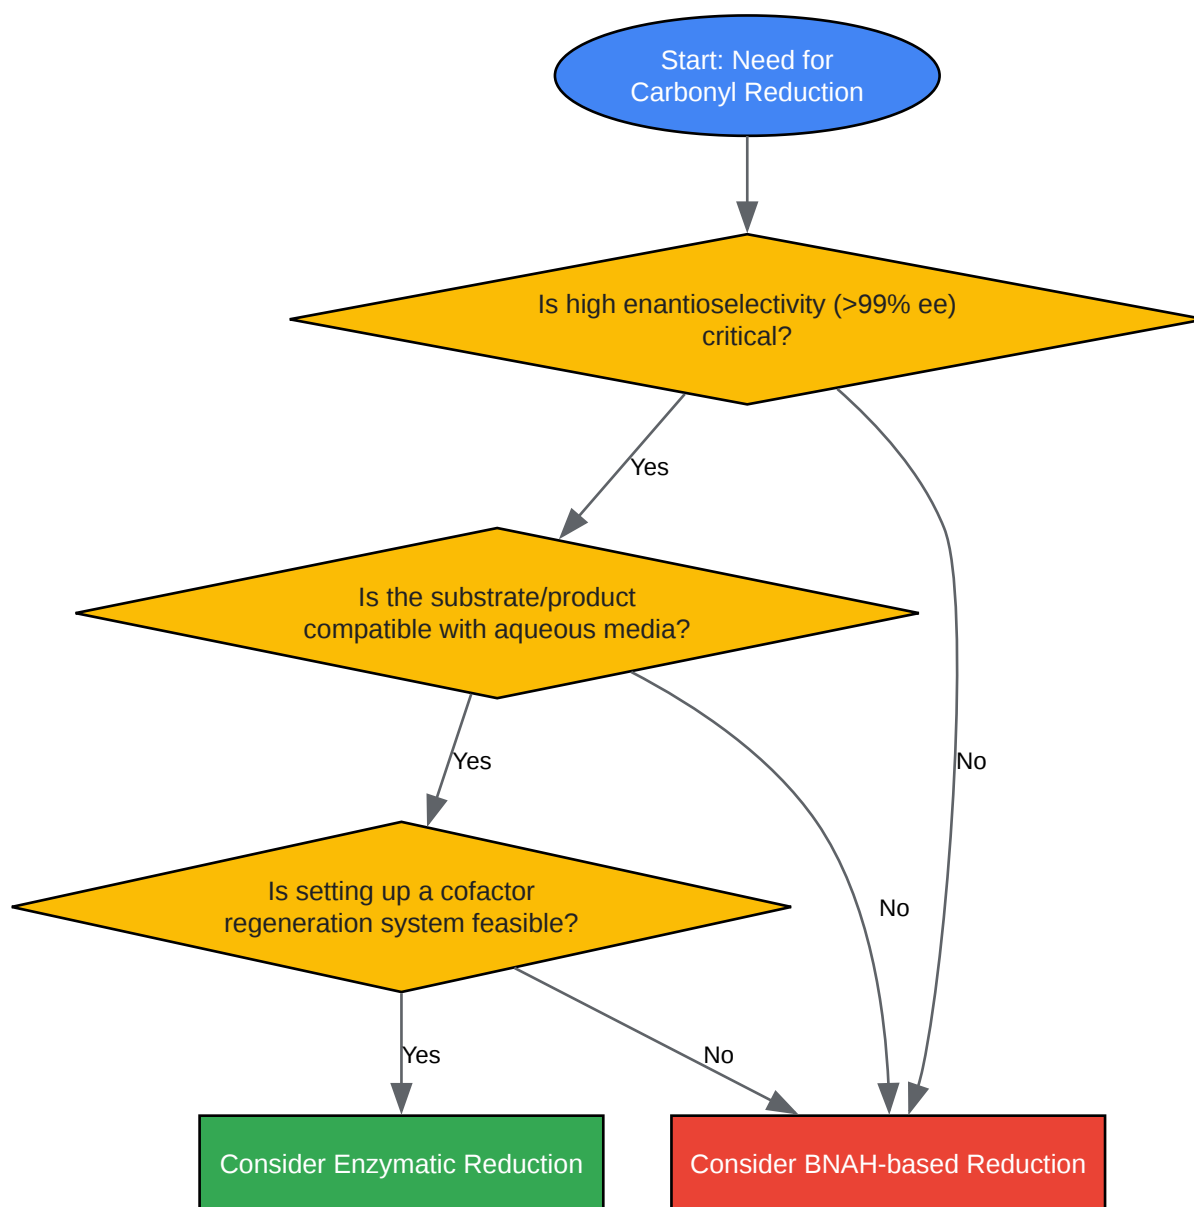 Start: Need for
Carbonyl Reduction
Is high enantioselectivity (>99% ee)
critical?
Yes
Is the substrate/product
compatible with aqueous media?
Yes
No
Is setting up a cofactor
regeneration system feasible?
No
Yes
No
Consider Enzymatic Reduction
Consider BNAH-based Reduction